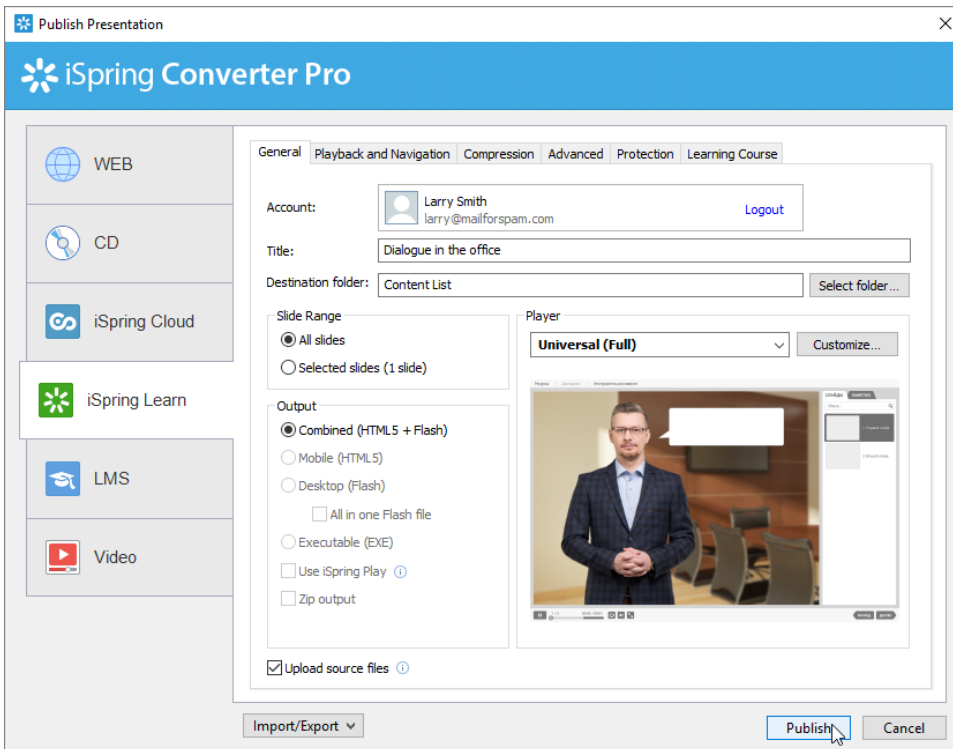 Publish Presentation
iSpring Converter Pro
WEB
CD
iSpring Cloud
iSpring Learn
LMS
Video
General Playback and Navigation Compression Advanced Protection Learning Course
Account:
Larry Smith
larry@mailforspam.com
Logout
Title:
Dialogue in the office
Destination folder:
Content List
Select folder...
Slide Range
All slides
Selected slides (1 slide)
Output
Combined (HTML5 + Flash)
Mobile (HTML5)
Desktop (Flash)
All in one Flash file
Executable (EXE)
Use iSpring Play
Zip output
Player
Universal (Full)
Customize...
Upload source files
Import/Export
Publish
Cancel